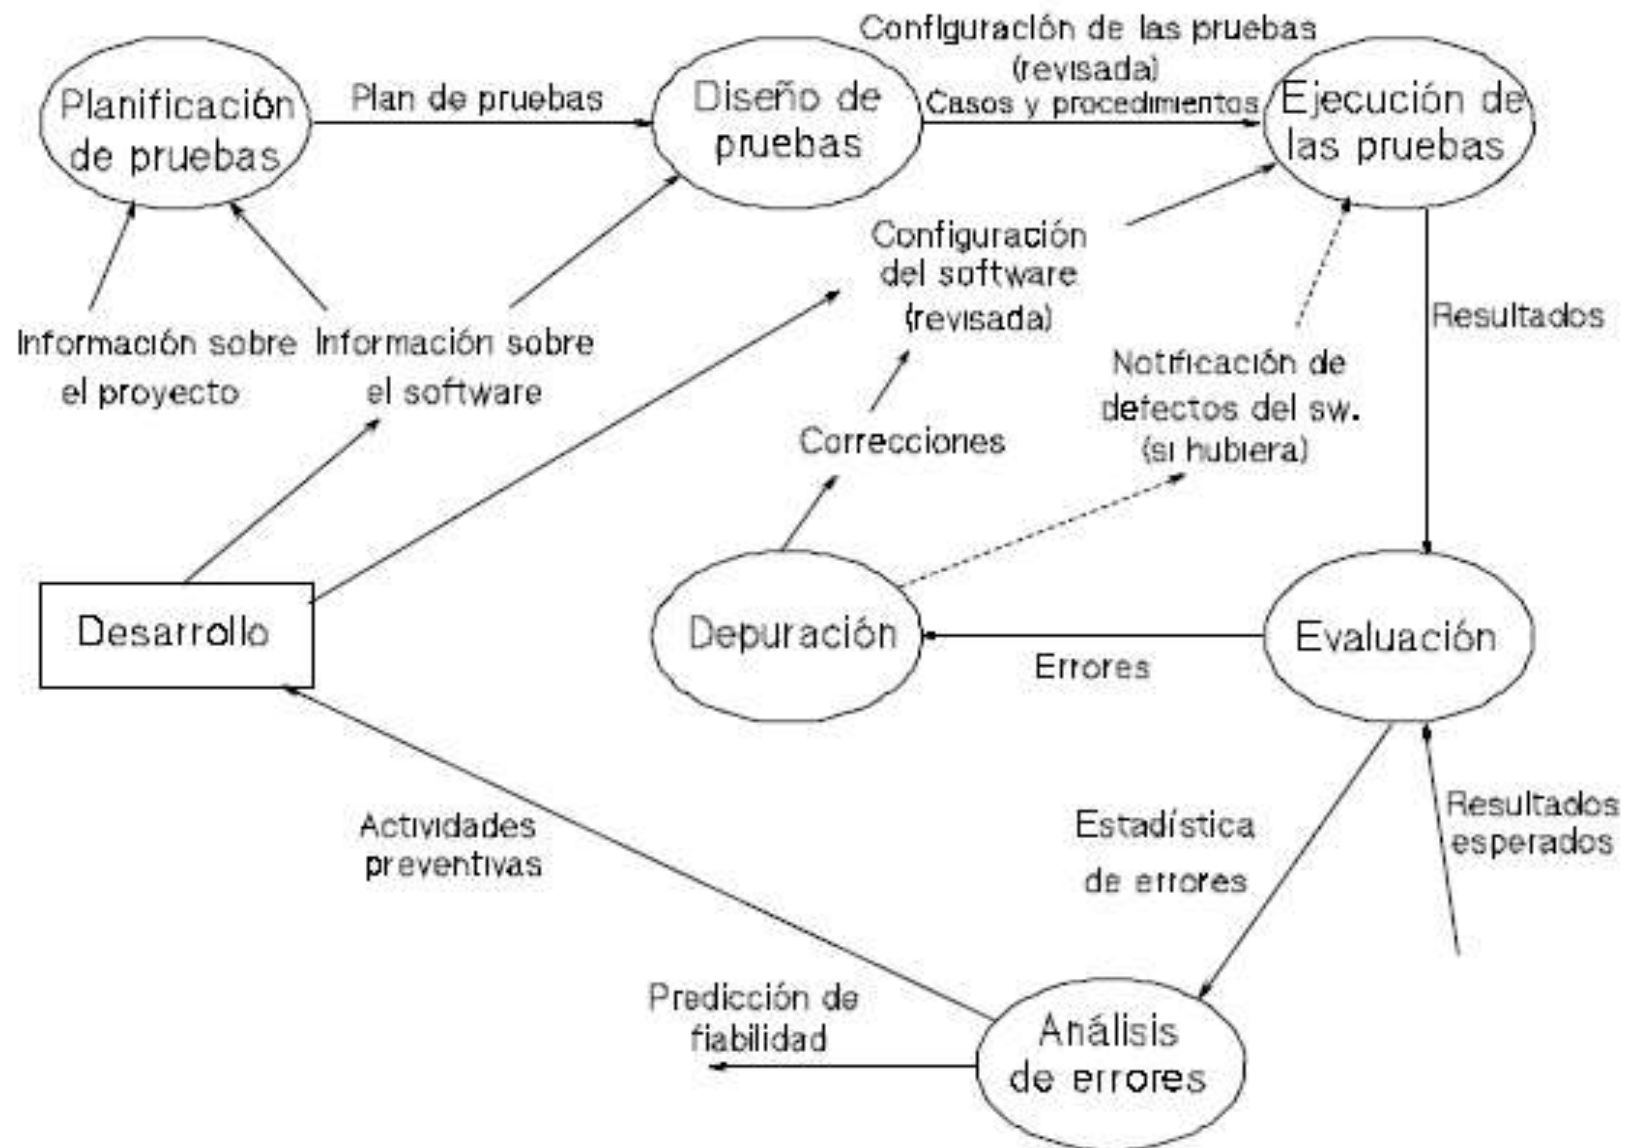 Planificación
de pruebas
Plan de pruebas
Diseño de
pruebas
Configuración de las pruebas
(revisada)
Casos y procedimientos
Ejecución de
las pruebas
Configuración
del software
(revisada)
Información sobre
el proyecto
Información sobre
el software
Resultados
Notificación de
defectos del sw.
(si hubiera)
Correcciones
Desarrollo
Depuración
Errores
Evaluación
Actividades
preventivas
Estadística
de errores
Resultados
esperados
Predicción de
fiabilidad
Análisis
de errores